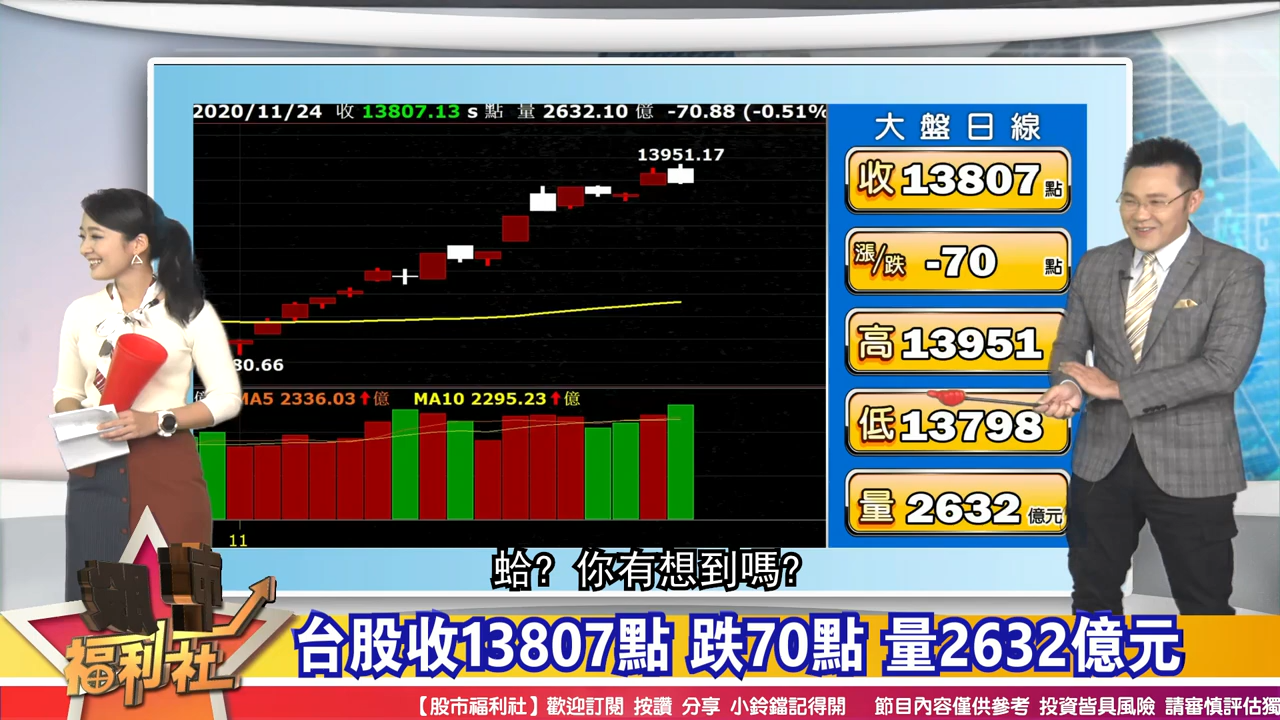 2020/11/24 收 13807.13 s 點 量 2632.10 億 -70.88 (-0.51%
大盤日線
13951.17
收13807點
漲/跌 -70 點
高13951
80.66
億 MA5 2336.03↑億 MA10 2295.23↑億
低13798
量 2632億元
11
蛤? 你有想到嗎?
福利社
台股收13807點 跌70點 量2632億元
【股市福利社】歡迎訂閱 按讚 分享 小鈴鐺記得開 節目內容僅供參考 投資皆具風險 請審慎評估獨